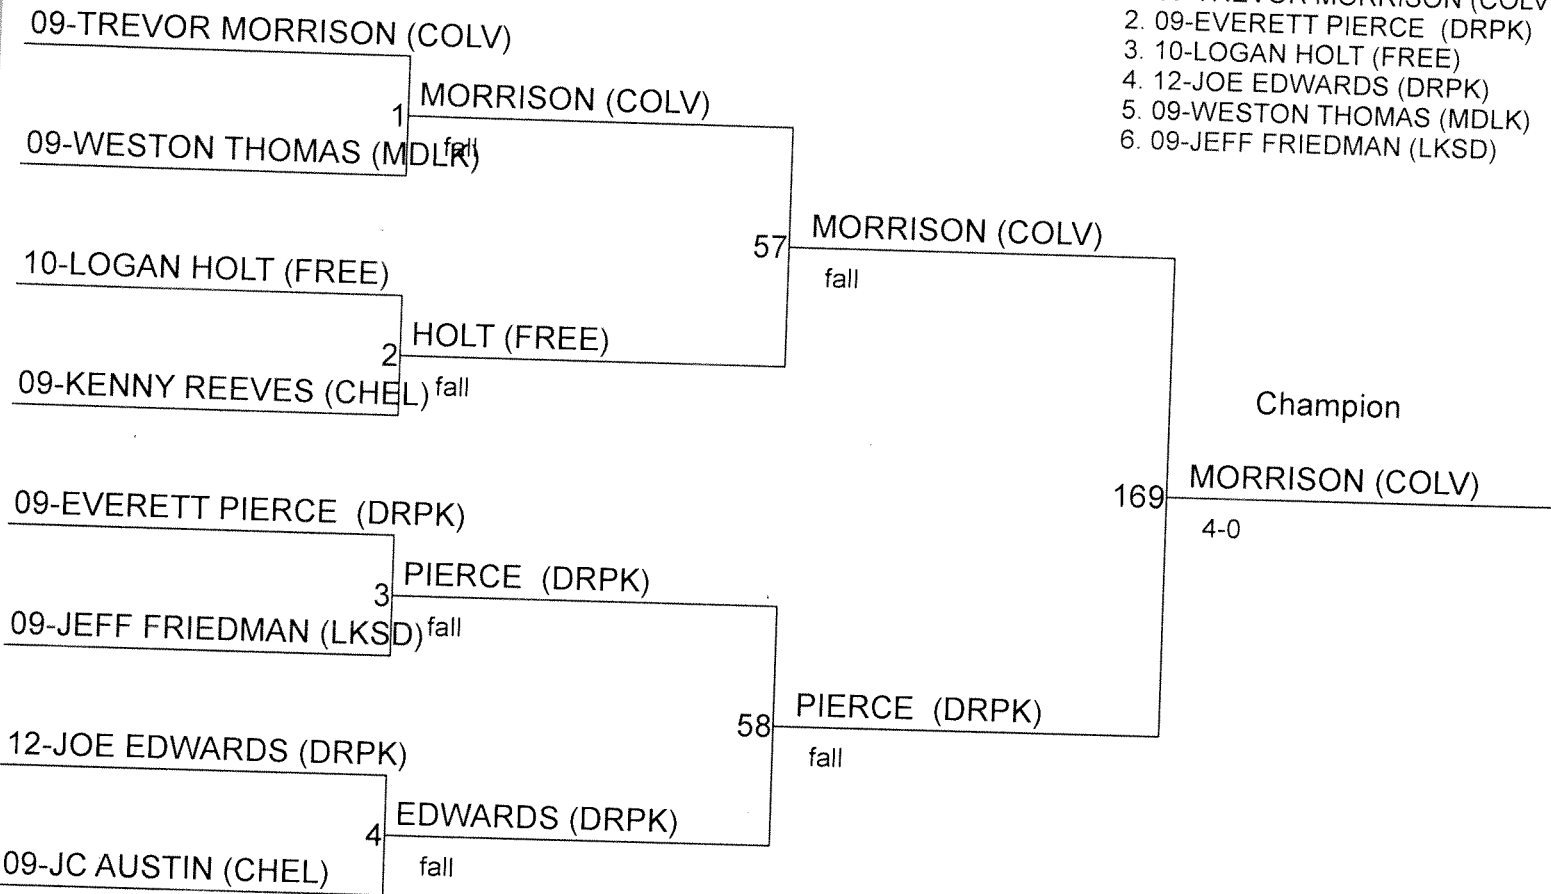 09-TREVOR MORRISON (COLV)
1
MORRISON (COLV)
fall
09-WESTON THOMAS (MDLK)
10-LOGAN HOLT (FREE)
2
HOLT (FREE)
fall
09-KENNY REEVES (CHEL)
57
MORRISON (COLV)
fall
09-EVERETT PIERCE (DRPK)
3
PIERCE (DRPK)
fall
09-JEFF FRIEDMAN (LKSD)
12-JOE EDWARDS (DRPK)
4
EDWARDS (DRPK)
fall
09-JC AUSTIN (CHEL)
58
PIERCE (DRPK)
fall
Champion
169
MORRISON (COLV)
4-0
TREVOR MORRISON (COLV
2. 09-EVERETT PIERCE (DRPK)
3. 10-LOGAN HOLT (FREE)
4. 12-JOE EDWARDS (DRPK)
5. 09-WESTON THOMAS (MDLK)
6. 09-JEFF FRIEDMAN (LKSD)